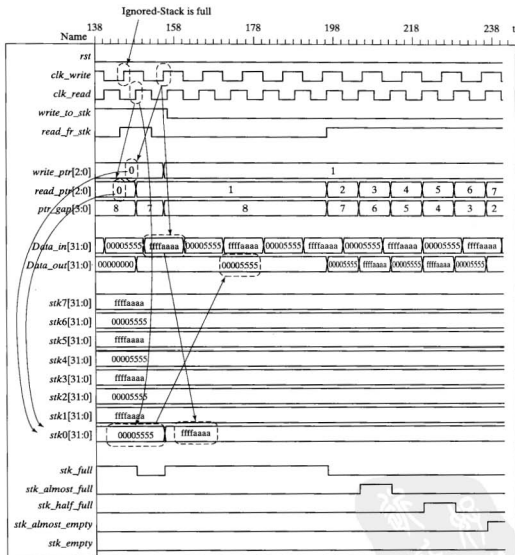 Ignored-Stack is full
138 158 178 198 218 238 t
Name
rst
clk_write
clk_read
write_to_stk
read_fr_stk
write_ptr[2:0] 0 1
read_ptr[2:0] 0 1 2 3 4 5 6 7
ptr_gap[3:0] 8 7 8 7 6 5 4 3 2
Data_in[31:0] 00005555 ffffaaaa 00005555 ffffaaaa 00005555 ffffaaaa 00005555 ffffaaaa 00005555 ffffaaaa
Data_out[31:0] 00000000 00005555 00005555 ffffaaaa 00005555 ffffaaaa 00005555
stk7[31:0] ffffaaaa
stk6[31:0] 00005555
stk5[31:0] ffffaaaa
stk4[31:0] 00005555
stk3[31:0] ffffaaaa
stk2[31:0] 00005555
stk1[31:0] ffffaaaa
stk0[31:0] 00005555 ffffaaaa
stk_full
stk_almost_full
stk_half_full
stk_almost_empty
stk_empty